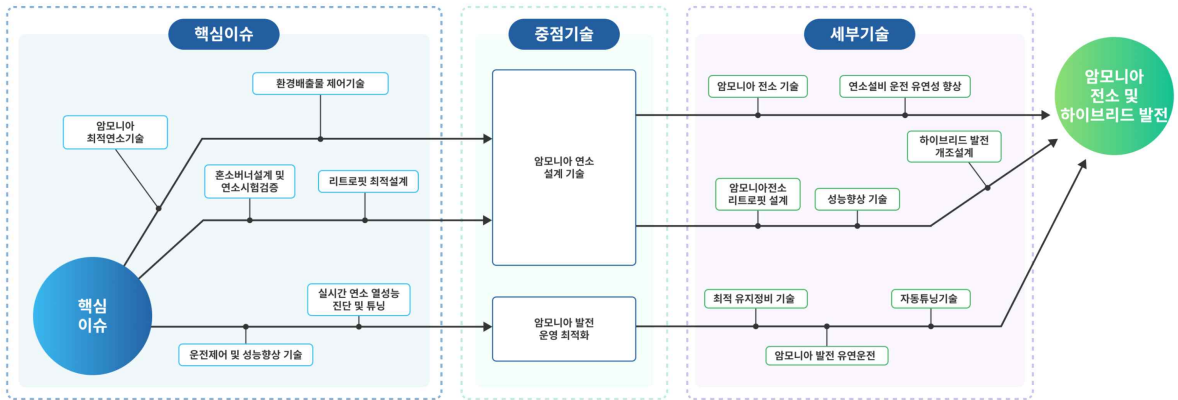 핵심이슈
중점기술
세부기술
환경배출물 제어기술
암모니아
최적연소기술
혼소버너설계 및
연소시험검증
리트로핏 최적설계
실시간 연소 열성능
진단 및 튜닝
운전제어 및 성능향상 기술
핵심
이슈
암모니아 연소
설계 기술
암모니아 발전
운영 최적화
암모니아 전소 기술
연소설비 운전 유연성 향상
하이브리드 발전
개조설계
암모니아전소
리트로핏 설계
성능향상 기술
최적 유지정비 기술
자동튜닝기술
암모니아 발전 유연운전
암모니아
전소 및
하이브리드 발전